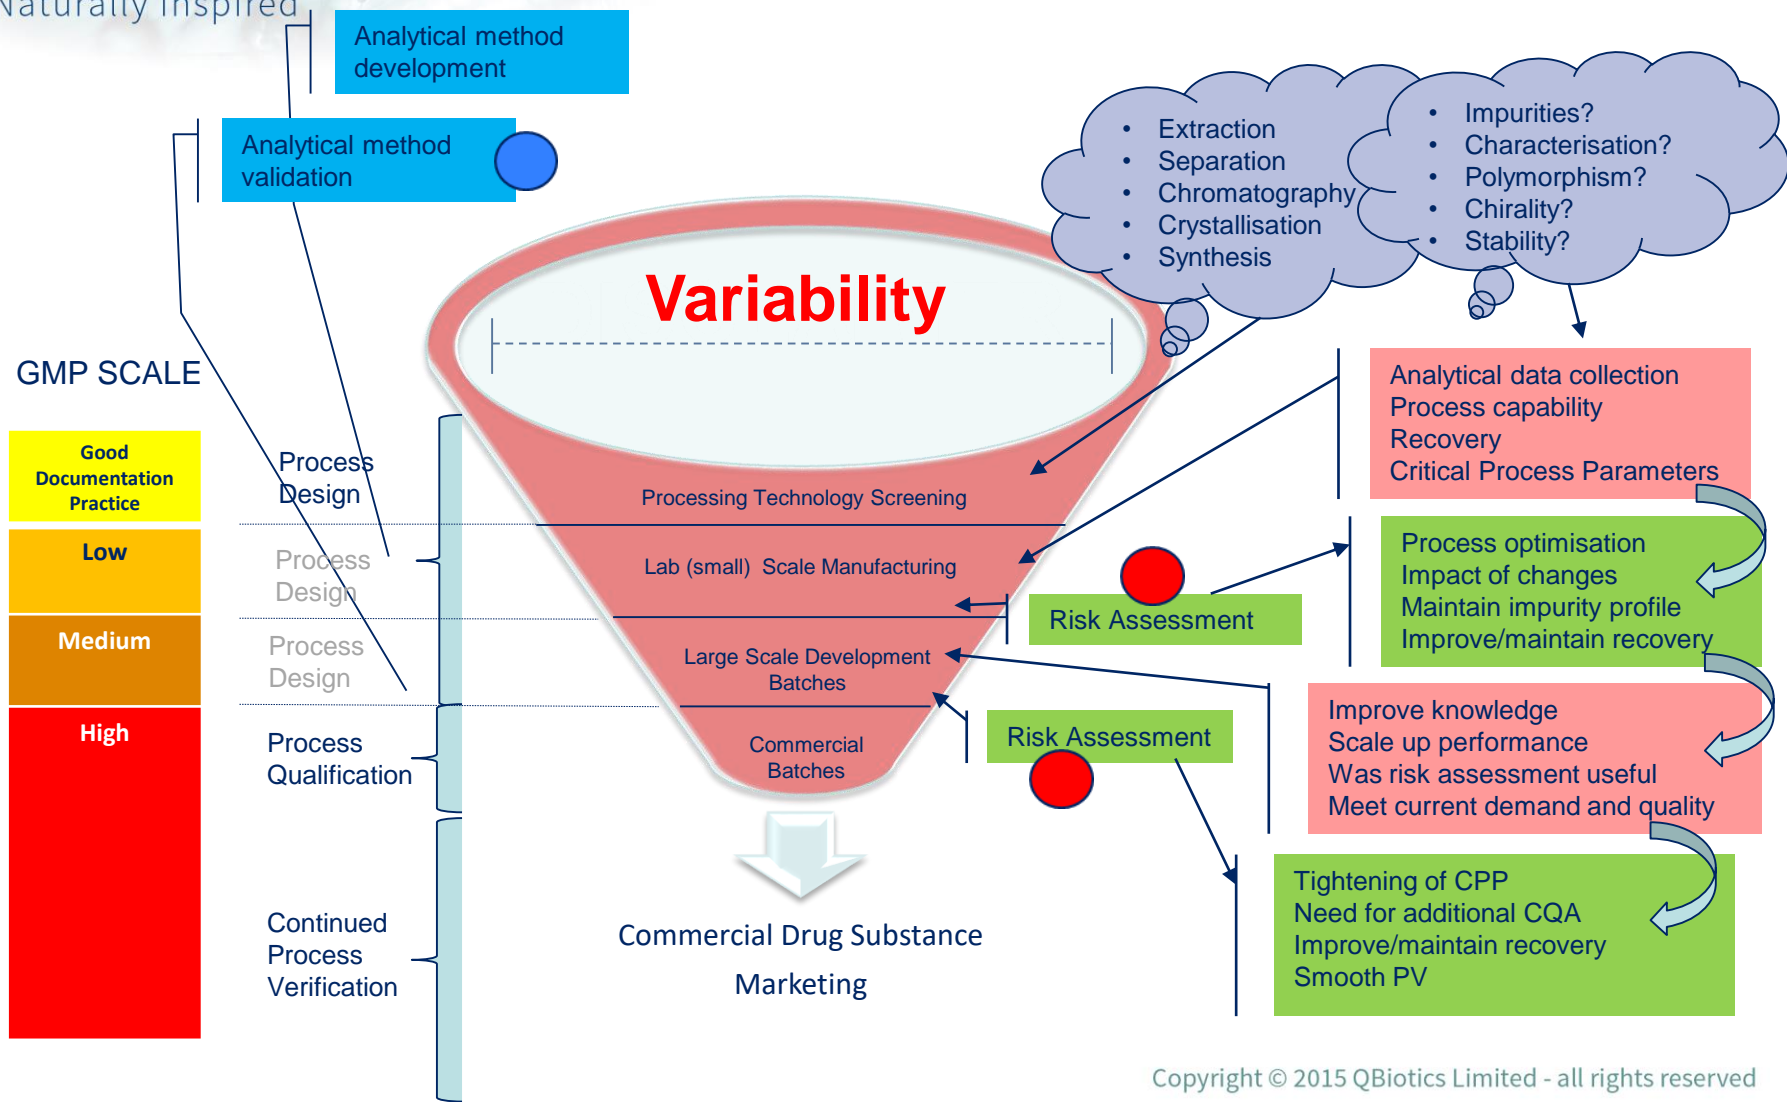 Naturally Inspired
Analytical method
development
Analytical method
validation
• Extraction
• Separation
• Chromatography
• Crystallisation
• Synthesis
• Impurities?
• Characterisation?
• Polymorphism?
• Chirality?
• Stability?
Variability
GMP SCALE
Good
Documentation
Practice
Low
Medium
High
Process
Design
Process
Design
Process
Design
Process
Qualification
Continued
Process
Verification
Processing Technology Screening
Lab (small) Scale Manufacturing
Large Scale Development
Batches
Commercial
Batches
Commercial Drug Substance
Marketing
Risk Assessment
Risk Assessment
Analytical data collection
Process capability
Recovery
Critical Process Parameters
Process optimisation
Impact of changes
Maintain impurity profile
Improve/maintain recovery
Improve knowledge
Scale up performance
Was risk assessment useful
Meet current demand and quality
Tightening of CPP
Need for additional CQA
Improve/maintain recovery
Smooth PV
Copyright © 2015 QBiotics Limited - all rights reserved